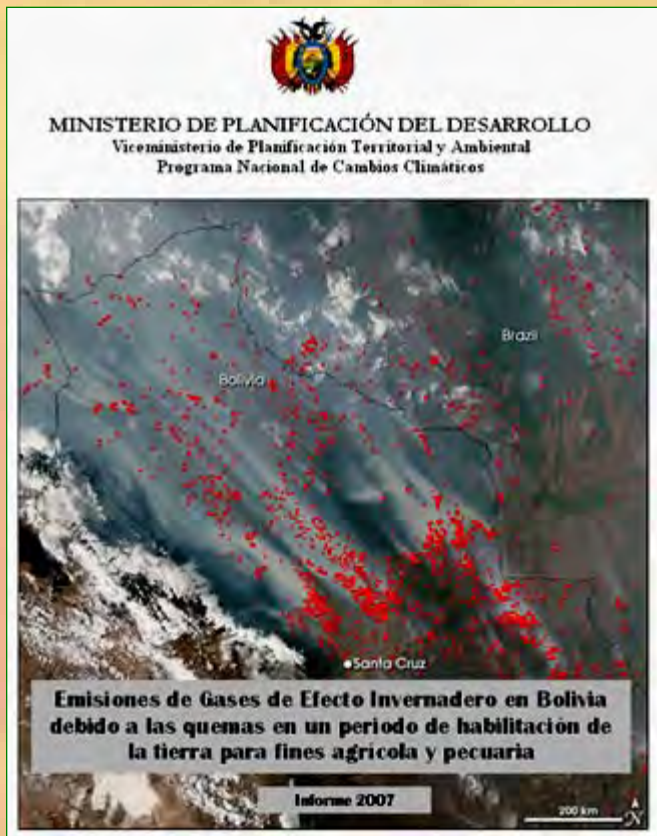 MINISTERIO DE PLANIFICACIÓN DEL DESARROLLO
Viceministerio de Planificación Territorial y Ambiental
Programa Nacional de Cambios Climáticos
Brazil
Bolivia
Santa Cruz
Emisiones de Gases de Efecto Invernadero en Bolivia
debido a las quemas en un periodo de habilitación de
la tierra para fines agrícola y pecuaria
Informe 2007
200 km
N